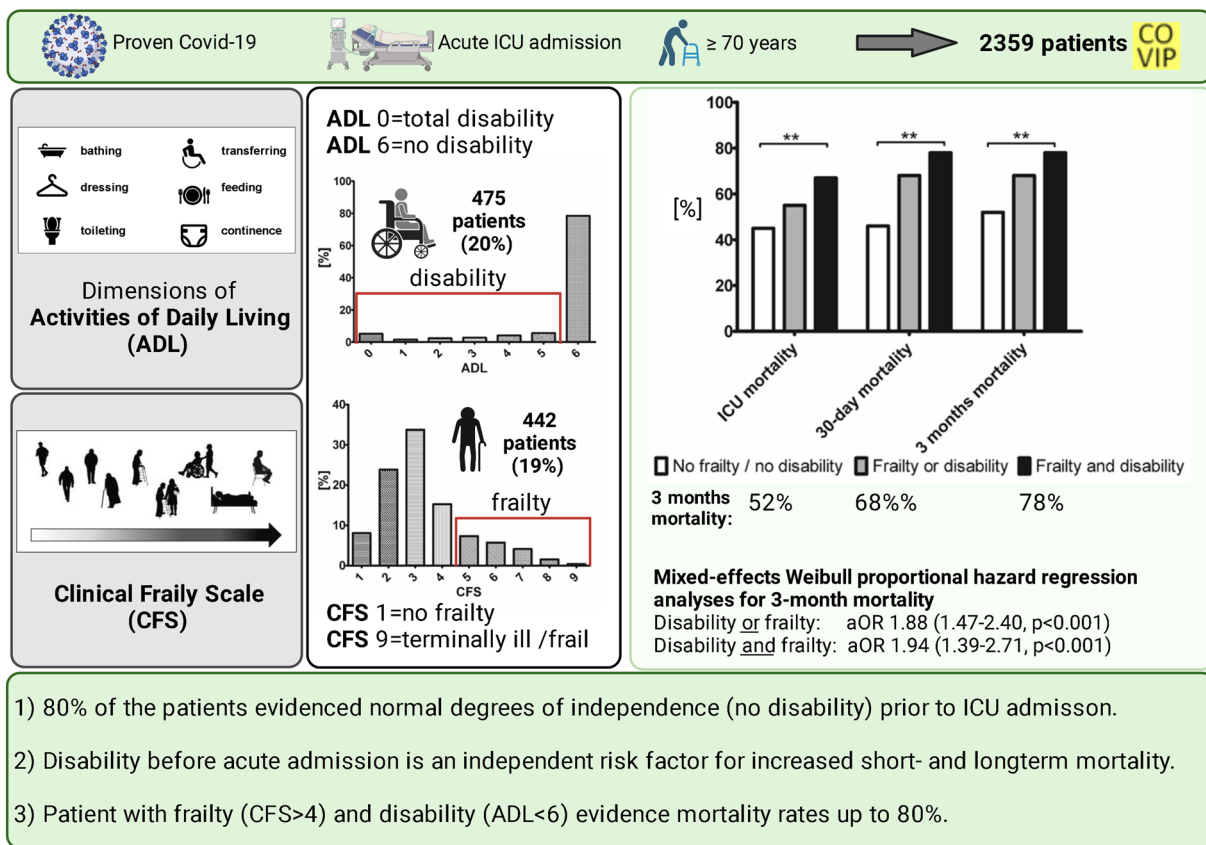 Proven Covid-19
Acute ICU admission
≥ 70 years
2359 patients
CO
VIP
bathing
transferring
dressing
feeding
toileting
continence
Dimensions of
Activities of Daily Living
(ADL)
Clinical Fraily Scale
(CFS)
ADL 0=total disability
ADL 6=no disability
100
80
60
40
20
0
[%]
475
patients
(20%)
disability
0
1
2
3
4
5
6
ADL
40
30
20
10
0
[%]
442
patients
(19%)
frailty
1
2
3
4
5
6
7
8
9
CFS
CFS 1=no frailty
CFS 9=terminally ill /frail
100
80
60
40
20
0
[%]
**
**
**
ICU mortality
30-day mortality
3 months mortality
No frailty / no disability
Frailty or disability
Frailty and disability
3 months
mortality:
52%
68%%
78%
Mixed-effects Weibull proportional hazard regression
analyses for 3-month mortality
Disability or frailty: aOR 1.88 (1.47-2.40, p<0.001)
Disability and frailty: aOR 1.94 (1.39-2.71, p<0.001)
1) 80% of the patients evidenced normal degrees of independence (no disability) prior to ICU admisson.
2) Disability before acute admission is an independent risk factor for increased short- and longterm mortality.
3) Patient with frailty (CFS>4) and disability (ADL<6) evidence mortality rates up to 80%.